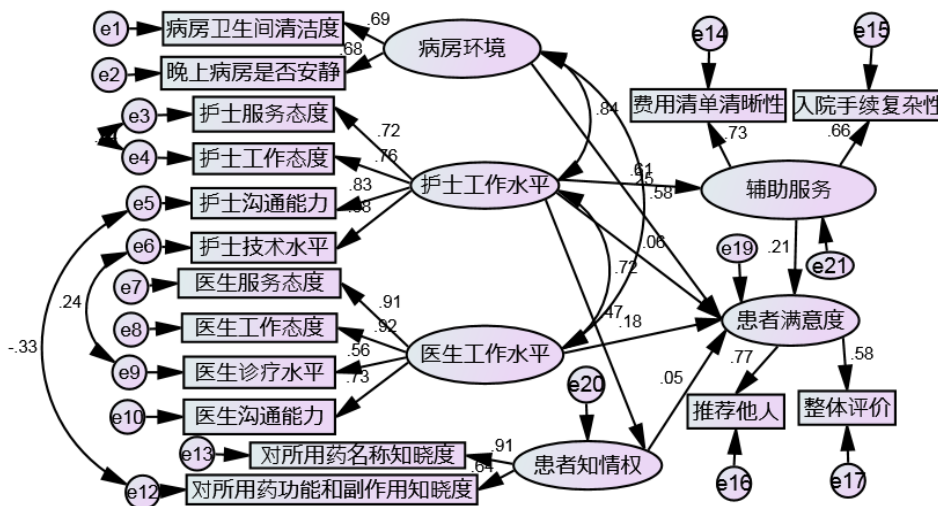 e1
病房卫生间清洁度
.69
病房环境
e2
晚上病房是否安静
.68
e3
护士服务态度
.72
e4
护士工作态度
.76
e5
护士沟通能力
.83
e6
护士技术水平
护士工作水平
.84
.61
.58
.06
.72
.47
.18
e7
医生服务态度
.91
e8
医生工作态度
.92
e9
医生诊疗水平
.56
e10
医生沟通能力
.73
医生工作水平
.24
-.33
e13
对所用药名称知晓度
.91
e12
对所用药功能和副作用知晓度
.64
患者知情权
e20
.05
e14
e15
费用清单清晰性
入院手续复杂性
.73
.66
辅助服务
e19
.21
e21
患者满意度
.77
.58
推荐他人
整体评价
e16
e17